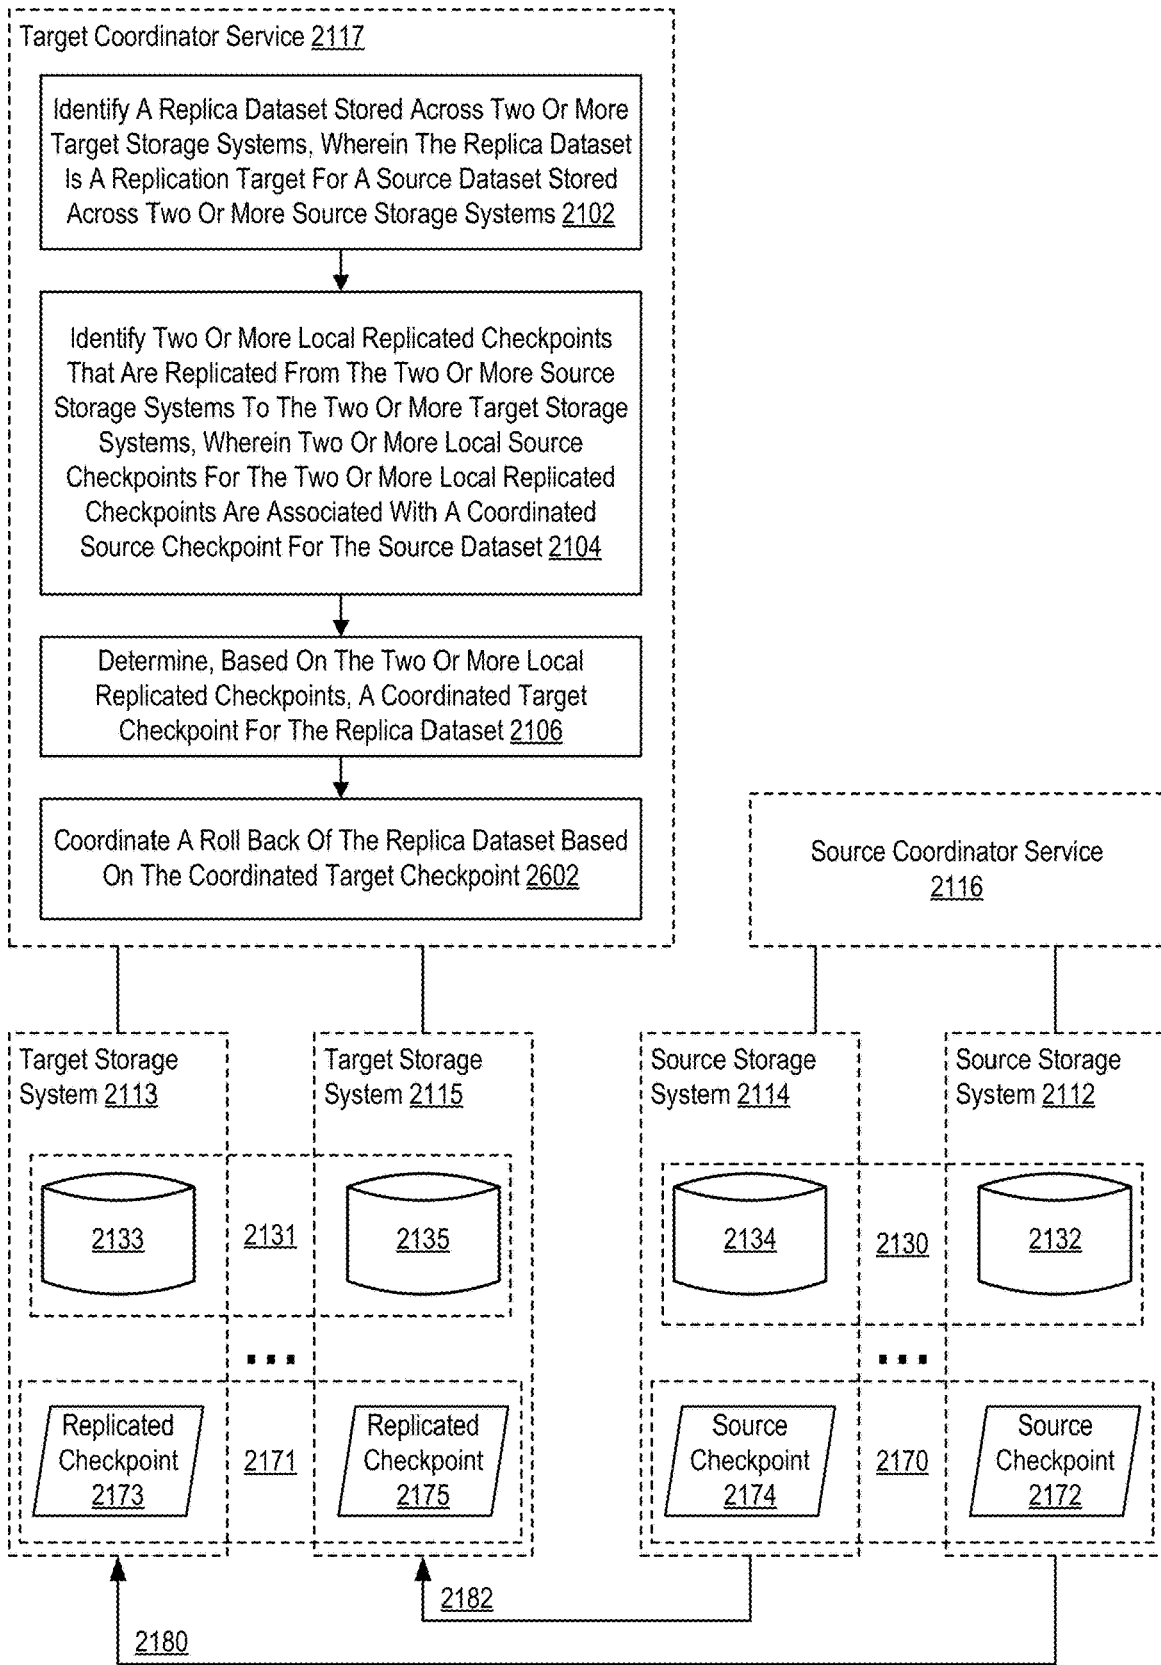 Target Coordinator Service 2117
Identify A Replica Dataset Stored Across Two Or More
Target Storage Systems, Wherein The Replica Dataset
Is A Replication Target For A Source Dataset Stored
Across Two Or More Source Storage Systems 2102
Identify Two Or More Local Replicated Checkpoints
That Are Replicated From The Two Or More Source
Storage Systems To The Two Or More Target Storage
Systems, Wherein Two Or More Local Source
Checkpoints For The Two Or More Local Replicated
Checkpoints Are Associated With A Coordinated
Source Checkpoint For The Source Dataset 2104
Determine, Based On The Two Or More Local
Replicated Checkpoints, A Coordinated Target
Checkpoint For The Replica Dataset 2106
Coordinate A Roll Back Of The Replica Dataset Based
On The Coordinated Target Checkpoint 2602
Source Coordinator Service
2116
Target Storage
System 2113
Target Storage
System 2115
Source Storage
System 2114
Source Storage
System 2112
2133
2131
2135
2134
2130
2132
Replicated
Checkpoint
2173
2171
Replicated
Checkpoint
2175
Source
Checkpoint
2174
2170
Source
Checkpoint
2172
2182
2180